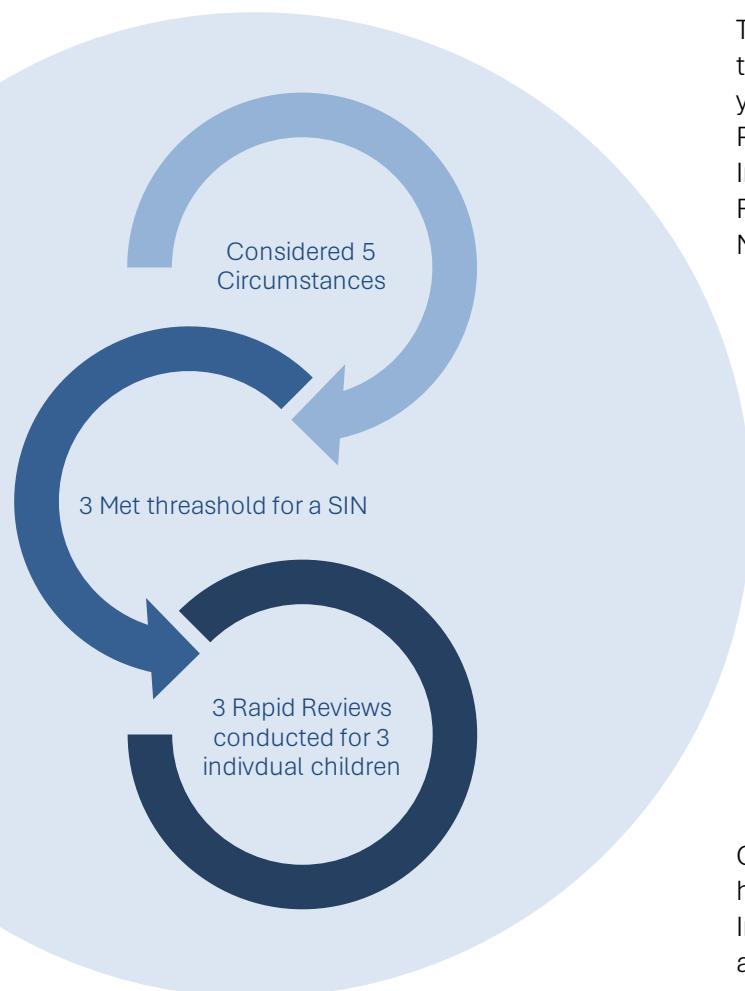 Considered 5
Circumstances
3 Met threashold for a SIN
3 Rapid Reviews
conducted for 3
indivdual children